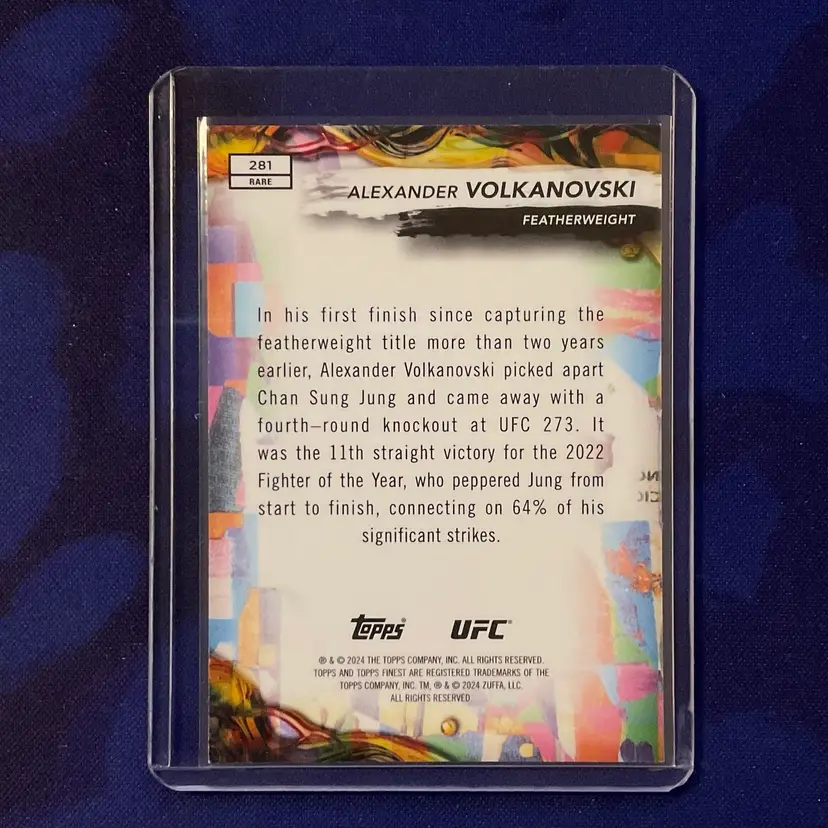 281
RARE
ALEXANDER VOLKANOVSKI
FEATHERWEIGHT
In his first finish since capturing the
featherweight title more than two years
earlier, Alexander Volkanovski picked apart
Chan Sung Jung and came away with a
fourth–round knockout at UFC 273. It
was the 11th straight victory for the 2022
Fighter of the Year, who peppered Jung from
start to finish, connecting on 64% of his
significant strikes.
Topps® UFC®
® & © 2024 THE TOPPS COMPANY, INC. ALL RIGHTS RESERVED.
TOPPS AND TOPPS FINEST ARE REGISTERED TRADEMARKS OF THE
TOPPS COMPANY, INC. TM, ® & © 2024 ZUFFA, LLC.
ALL RIGHTS RESERVED.